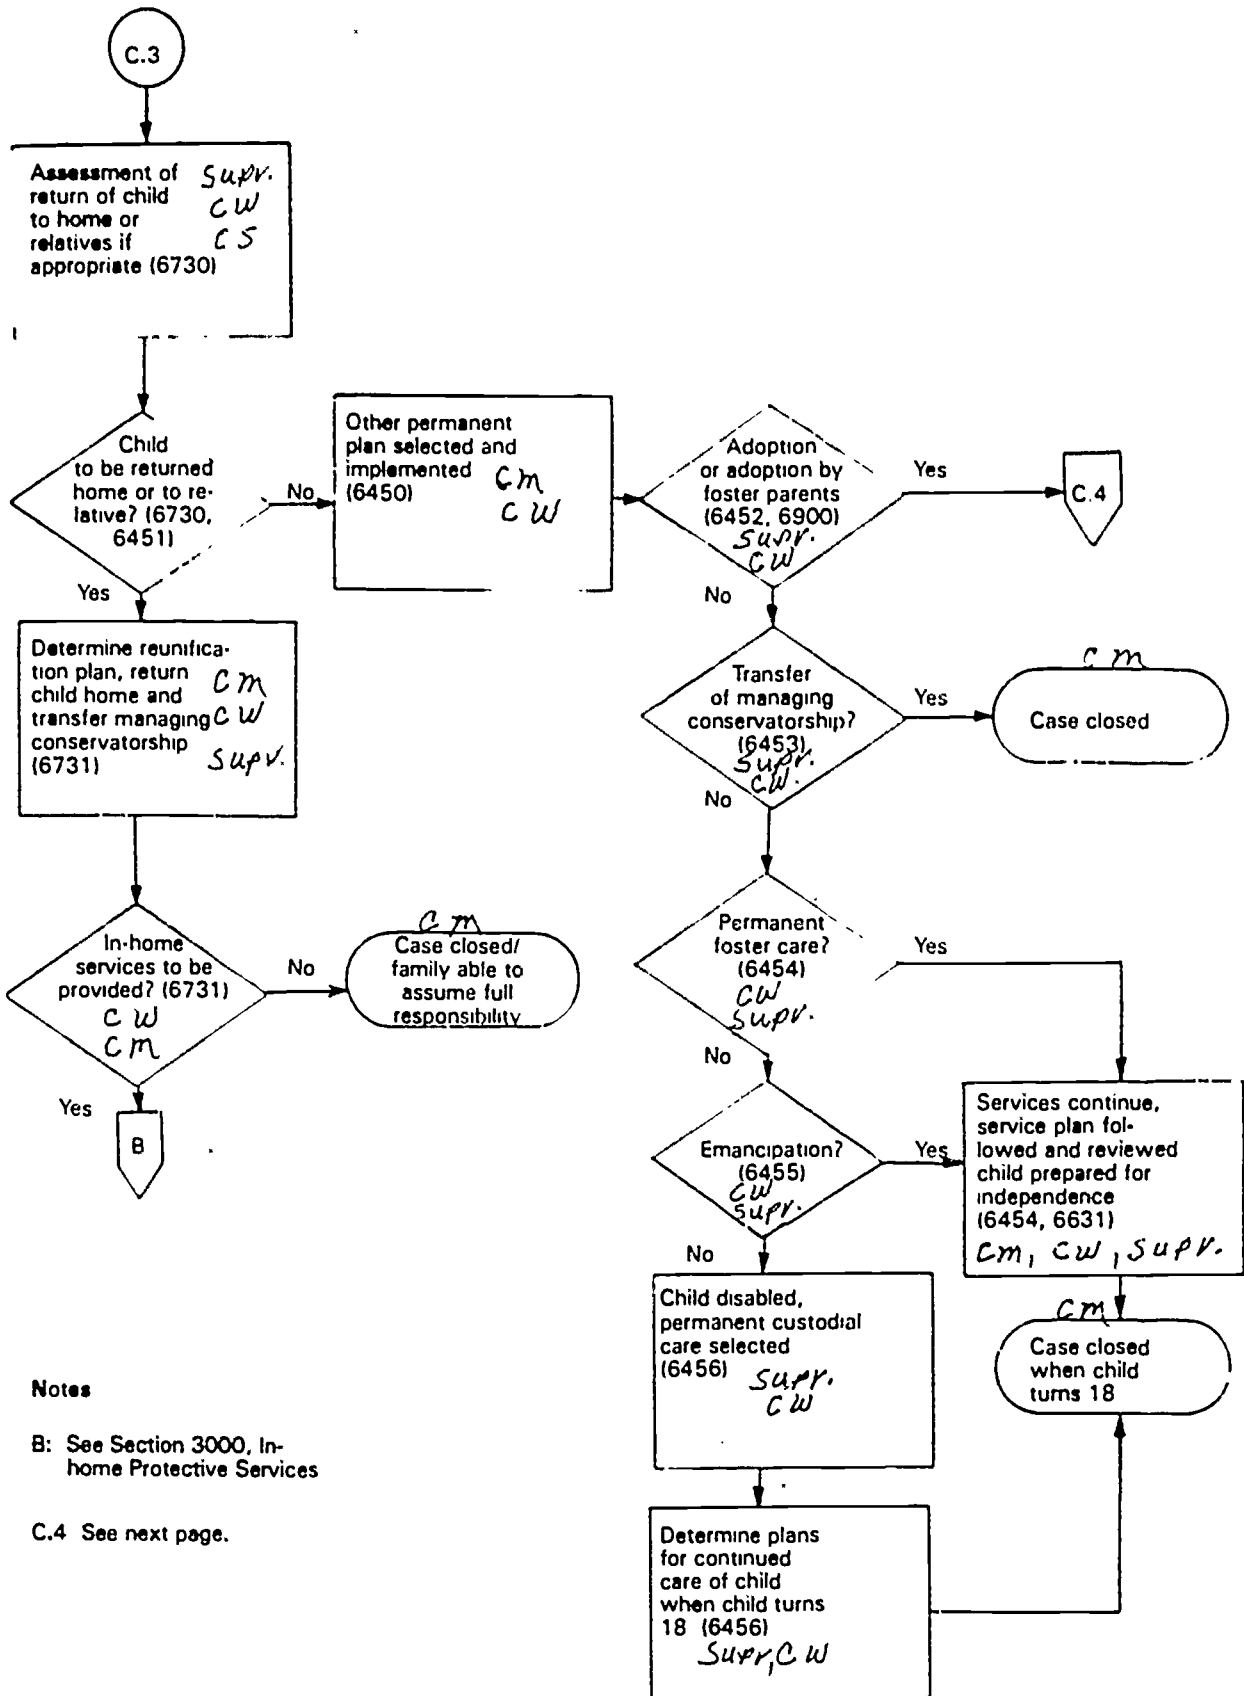 C.3
Assessment of
return of child
to home or
relatives if
appropriate (6730)
Supr.
CW
CS
Child
to be returned
home or to re-
lative? (6730,
6451)
No
Yes
Other permanent
plan selected and
implemented
(6450)
CM
CW
Adoption
or adoption by
foster parents
(6452, 6900)
Supr.
CW
Yes
C.4
No
Determine reunifica-
tion plan, return
child home and
transfer managing
conservatorship
(6731)
CM
CW
Supr.
Transfer
of managing
conservatorship?
(6453)
Supr.
CW.
Yes
CM
Case closed
No
In-home
services to be
provided? (6731)
CW
CM
No
CM
Case closed/
family able to
assume full
responsibility
Yes
B
Permanent
foster care?
(6454)
CW
Supr.
Yes
No
Emancipation?
(6455)
CW
Supr.
Yes
Services continue,
service plan fol-
lowed and reviewed
child prepared for
independence
(6454, 6631)
CM, CW, Supr.
No
Child disabled,
permanent custodial
care selected
(6456)
Supr.
CW
CM
Case closed
when child
turns 18
Determine plans
for continued
care of child
when child turns
18 (6456)
Supr, CW
Notes
B: See Section 3000, In-
home Protective Services
C.4 See next page.